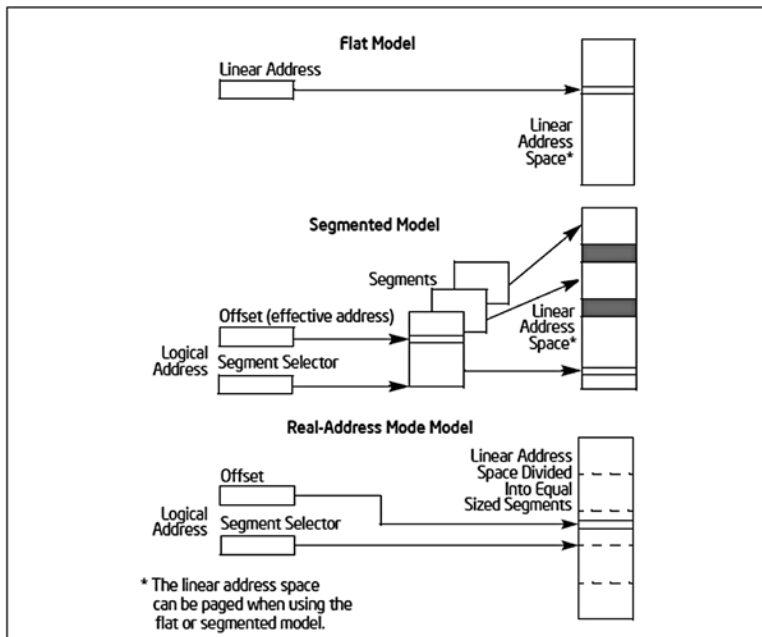 Flat Model
Linear Address
Linear
Address
Space*
Segmented Model
Segments
Offset (effective address)
Logical
Address
Segment Selector
Linear
Address
Space*
Real-Address Mode Model
Linear Address
Space Divided
Into Equal
Sized Segments
Offset
Logical
Address
Segment Selector
* The linear address space
can be paged when using the
flat or segmented model.